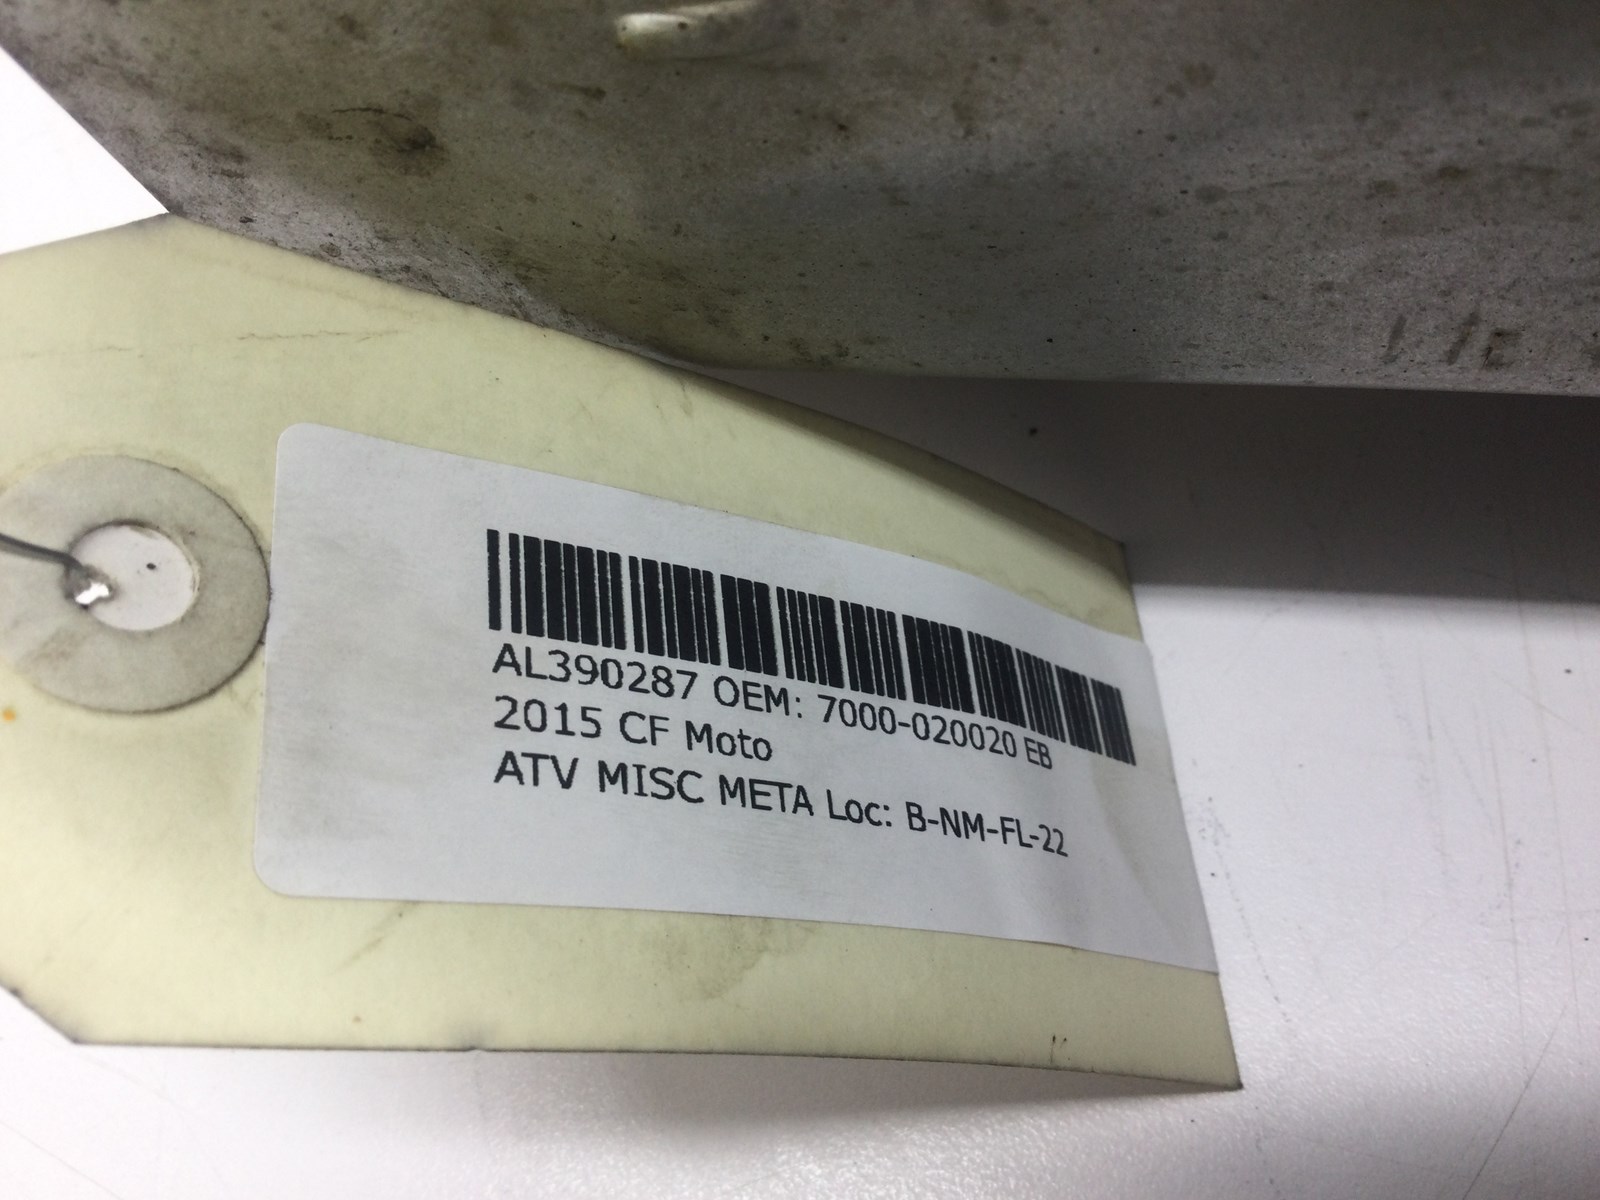 AL390287 OEM: 7000-020020 EB
2015 CF Moto
ATV MISC META Loc: B-NM-FL-22